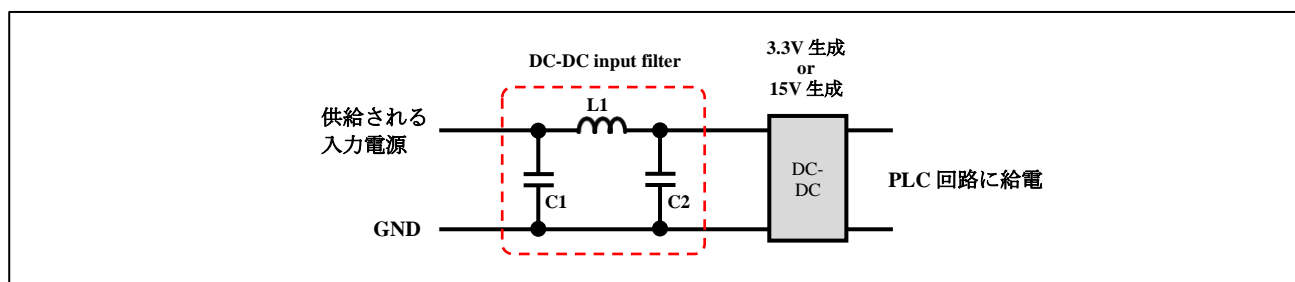 3.3V 生成
or
15V 生成
DC-DC input filter
L1
供給される
入力電源
DC-
DC
PLC 回路に給電
C1
C2
GND